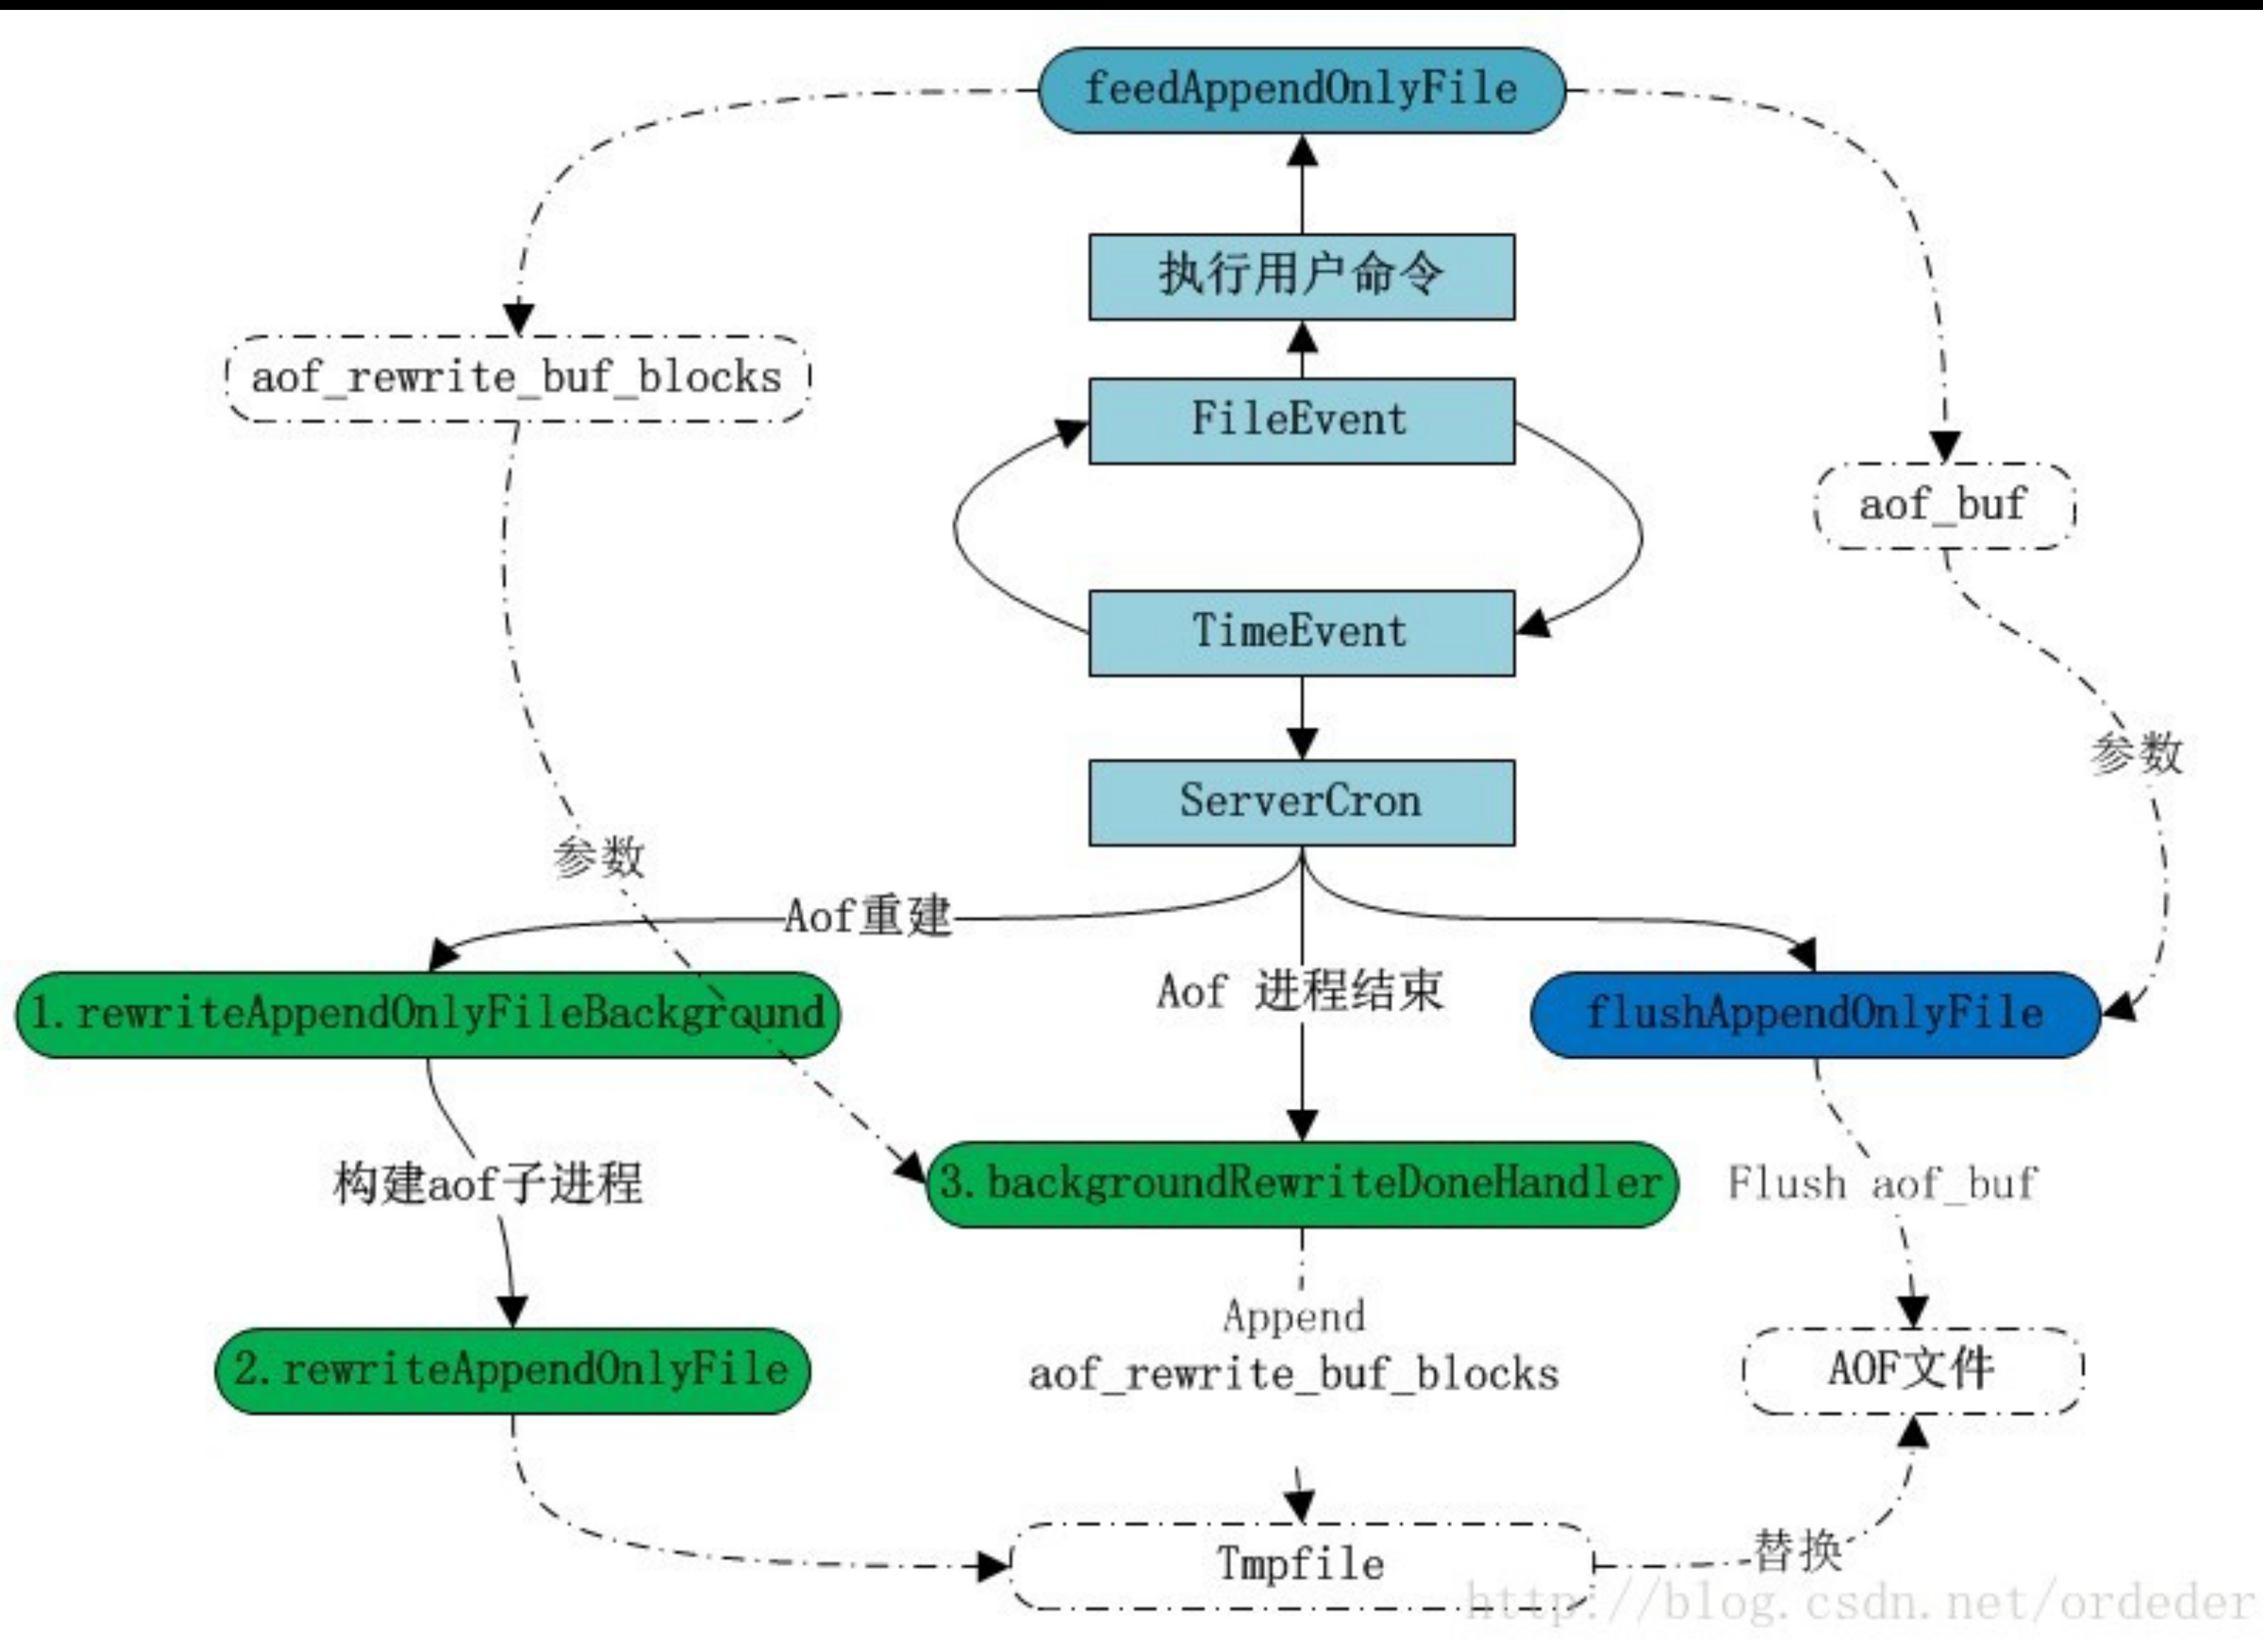 feedAppendOnlyFile
执行用户命令
aof_rewrite_buf_blocks
FileEvent
aof_buf
TimeEvent
参数
ServerCron
参数
Aof重建
Aof 进程结束
1.rewriteAppendOnlyFileBackground
flushAppendOnlyFile
构建aof子进程
3.backgroundRewriteDoneHandler
Flush aof_buf
Append
aof_rewrite_buf_blocks
2.rewriteAppendOnlyFile
AOF文件
Tmpfile
替换
http://blog.csdn.net/ordeder